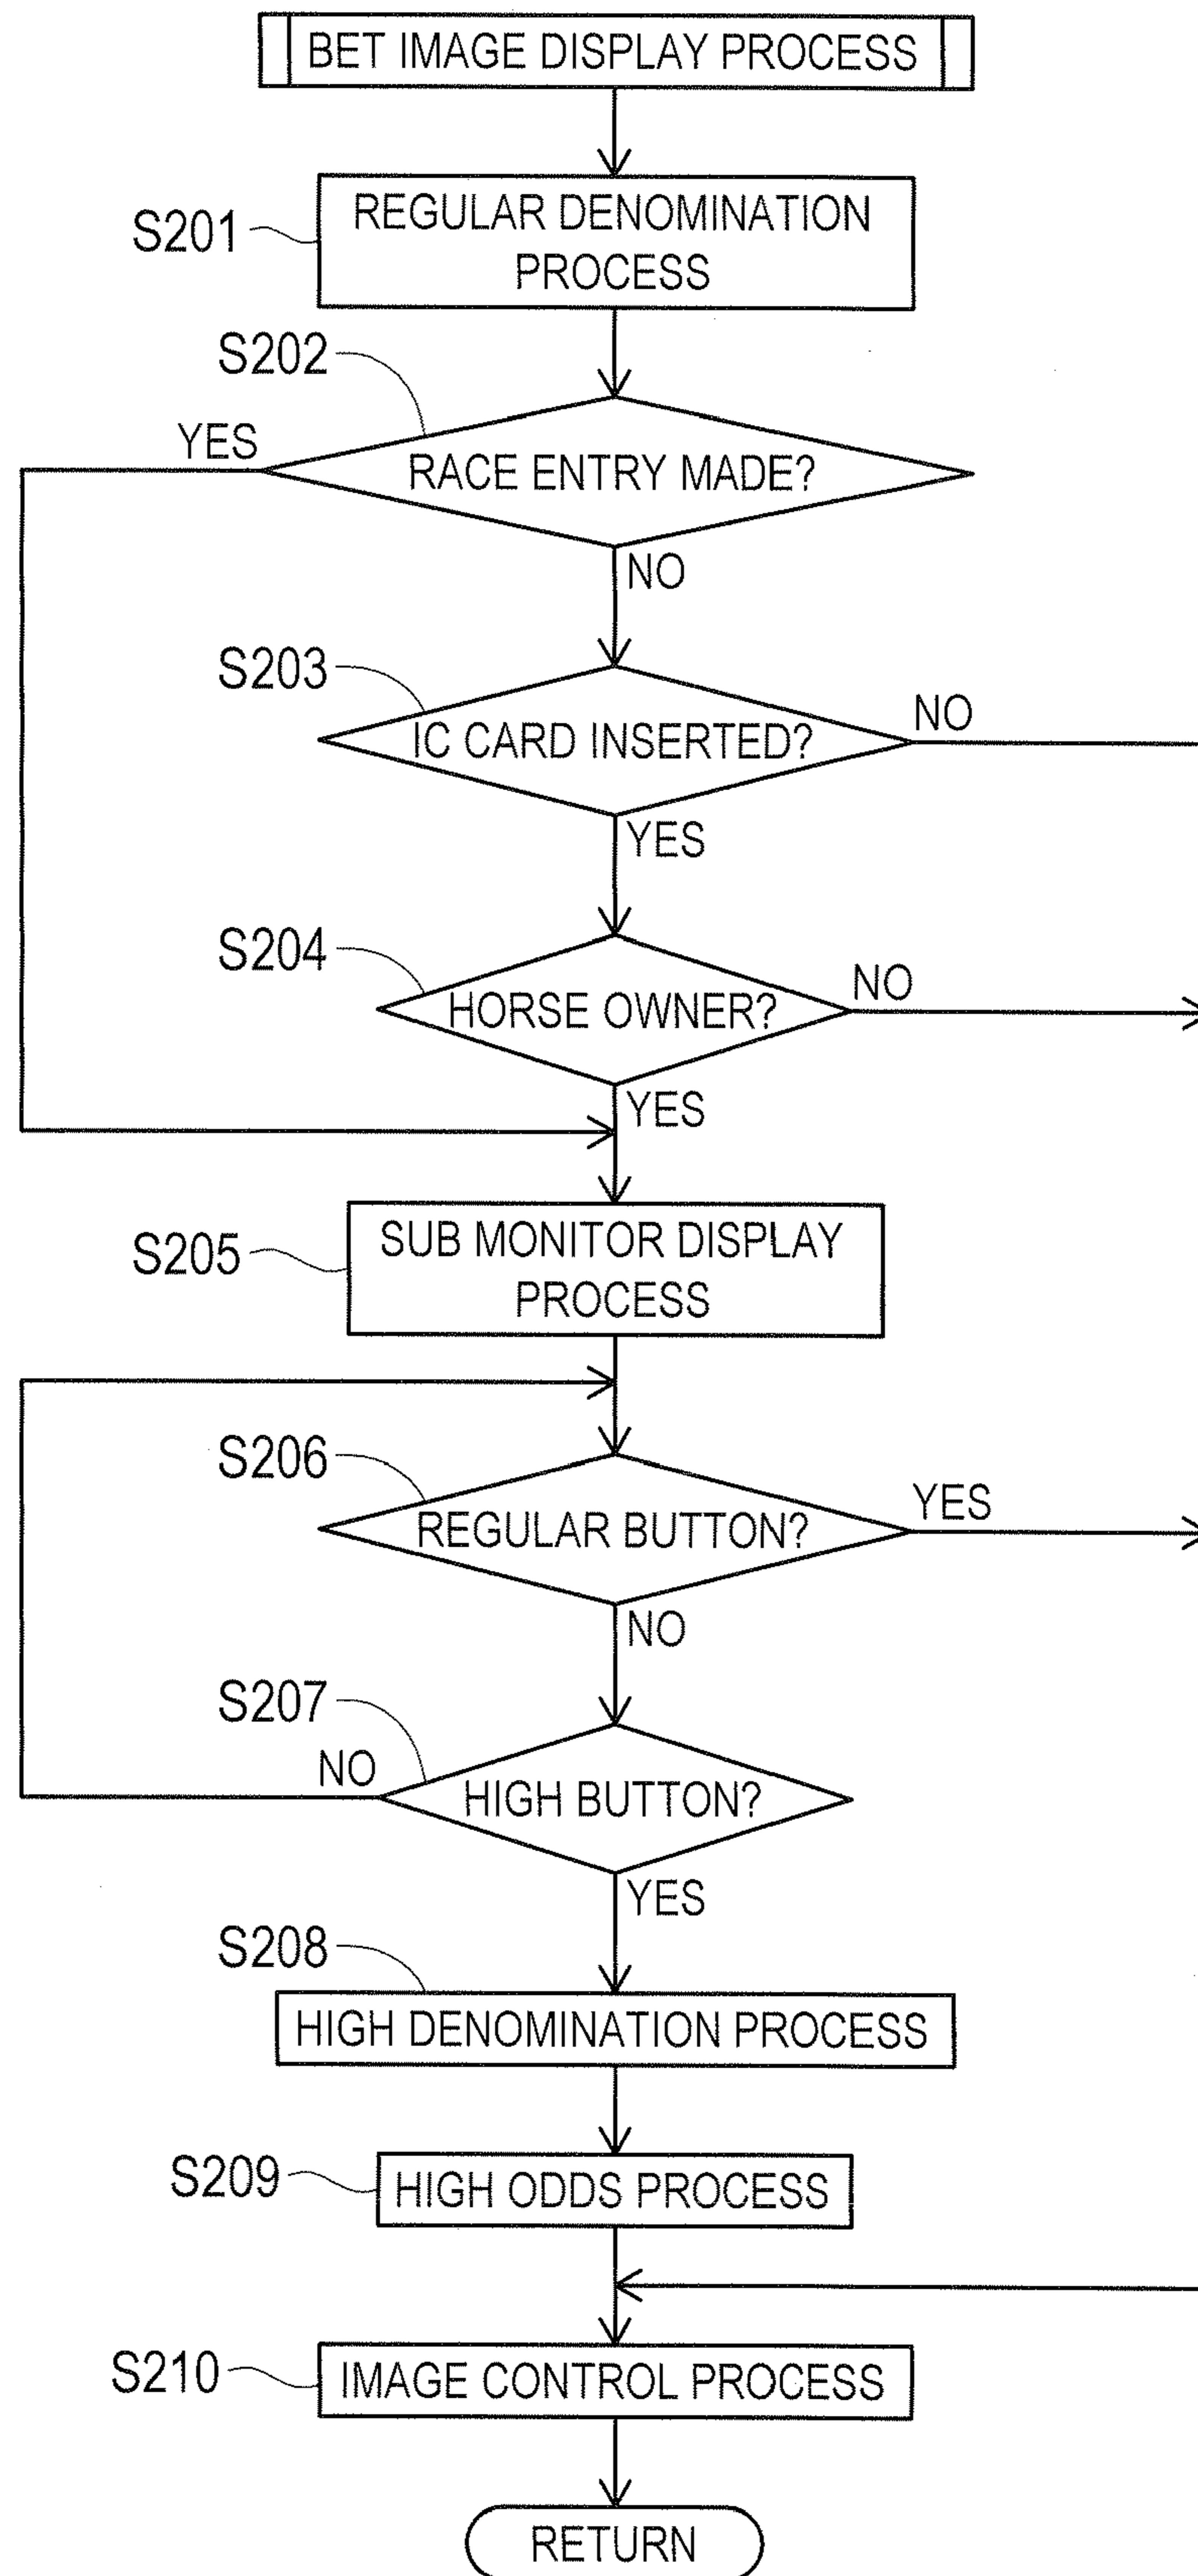 BET IMAGE DISPLAY PROCESS
S201
REGULAR DENOMINATION
PROCESS
S202
YES
RACE ENTRY MADE?
NO
S203
IC CARD INSERTED?
NO
YES
S204
HORSE OWNER?
NO
YES
S205
SUB MONITOR DISPLAY
PROCESS
S206
REGULAR BUTTON?
YES
NO
S207
NO
HIGH BUTTON?
YES
S208
HIGH DENOMINATION PROCESS
S209
HIGH ODDS PROCESS
S210
IMAGE CONTROL PROCESS
RETURN